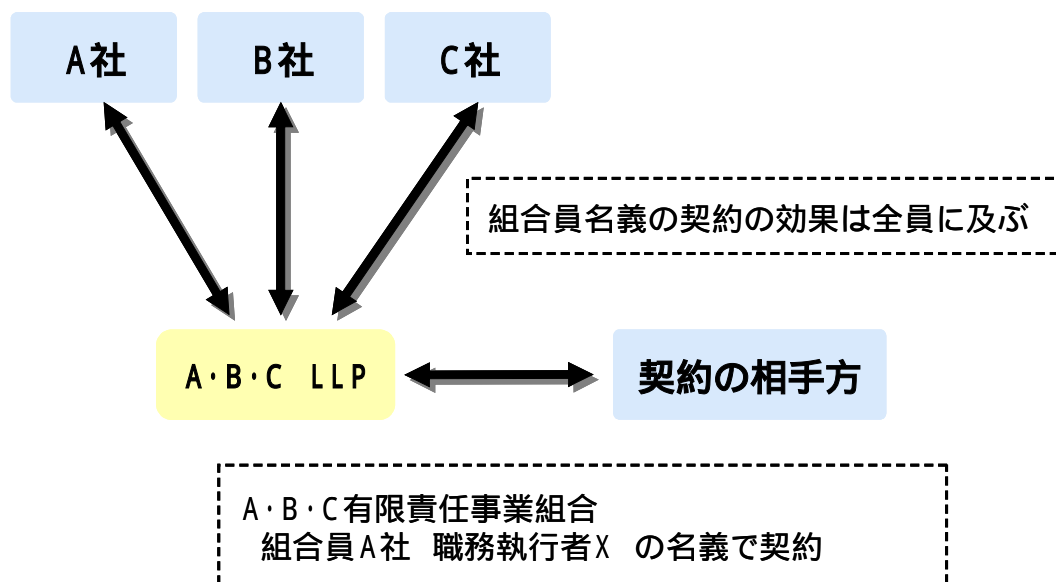 A社
B社
C社
組合員名義の契約の効果は全員に及ぶ
A・B・C LLP
契約の相手方
A・B・C有限責任事業組合
組合員A社 職務執行者X の名義で契約